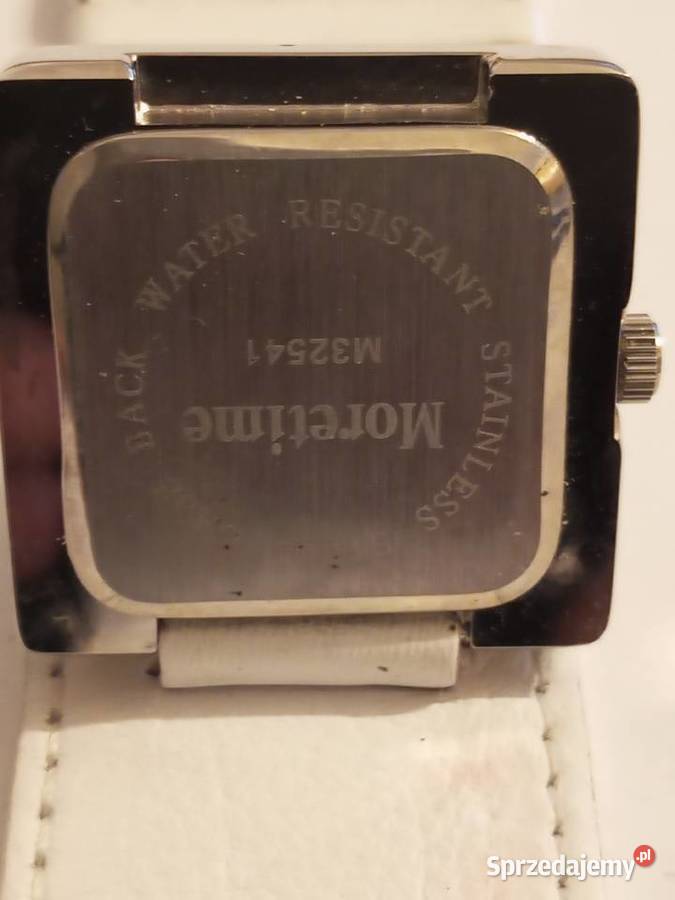 BACK WATER RESISTANT STAINLESS
Moretime
M32541
Sprzedajemy.pl